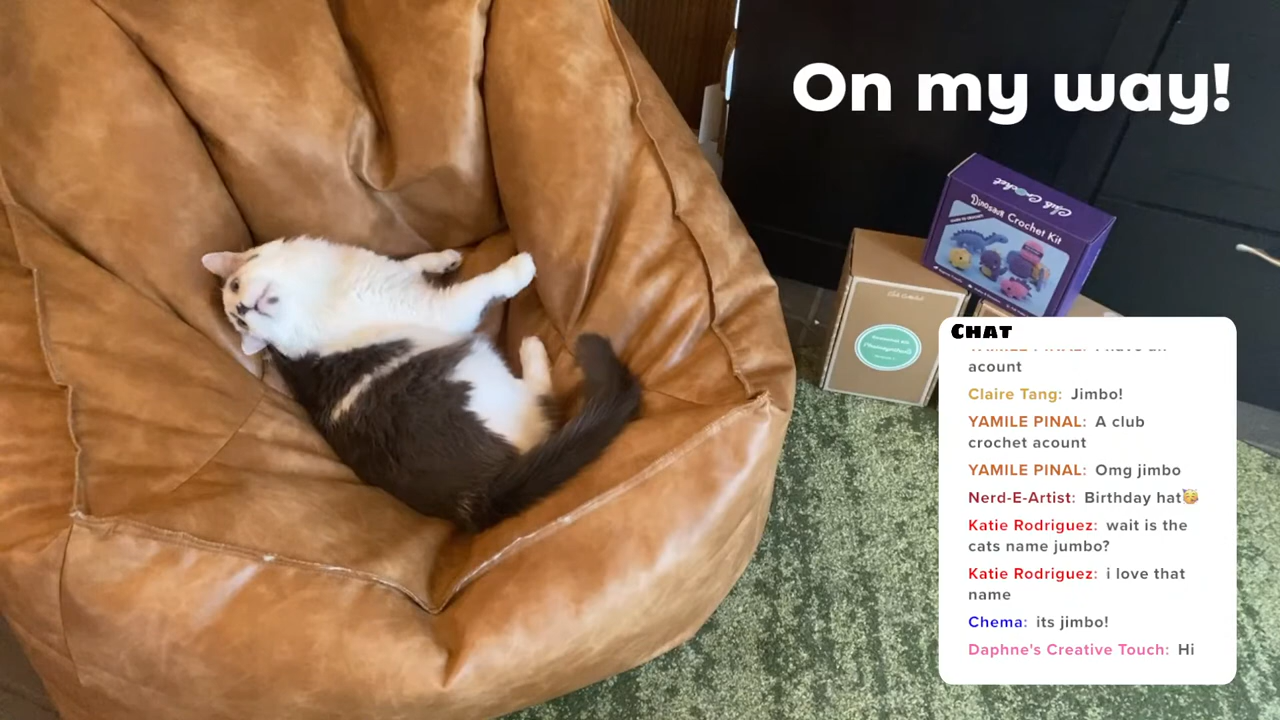 On my way!
Club Crochet
Dinosaur Crochet Kit
CHAT
acount
Claire Tang: Jimbo!
YAMILE PINAL: A club
crochet acount
YAMILE PINAL: Omg jimbo
Nerd-E-Artist: Birthday hat🥳
Katie Rodriguez: wait is the
cats name jumbo?
Katie Rodriguez: i love that
name
Chema: its jimbo!
Daphne's Creative Touch: Hi